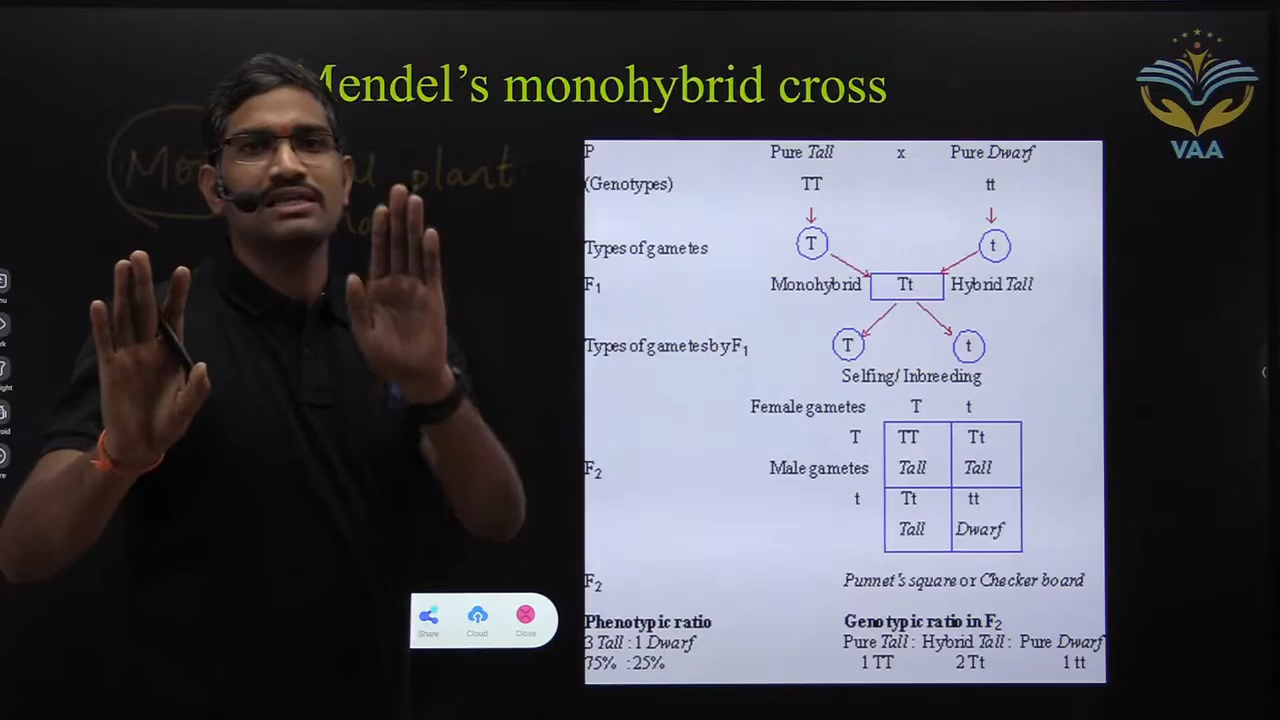 Mendel's monohybrid cross
VAA
plant
P Pure Tall x Pure Dwarf
(Genotypes) TT tt
Types of gametes T t
F1 Monohybrid Tt Hybrid Tall
Types of gametes by F1 T t
Selfing/ Inbreeding
Female gametes T t
T TT Tt
F2 Male gametes Tall Tall
t Tt tt
Tall Dwarf
F2 Punnet's square or Checker board
Phenotypic ratio Genotypic ratio in F2
3 Tall : 1 Dwarf Pure Tall : Hybrid Tall : Pure Dwarf
75% : 25% 1 TT 2 Tt 1 tt
Share Cloud Close